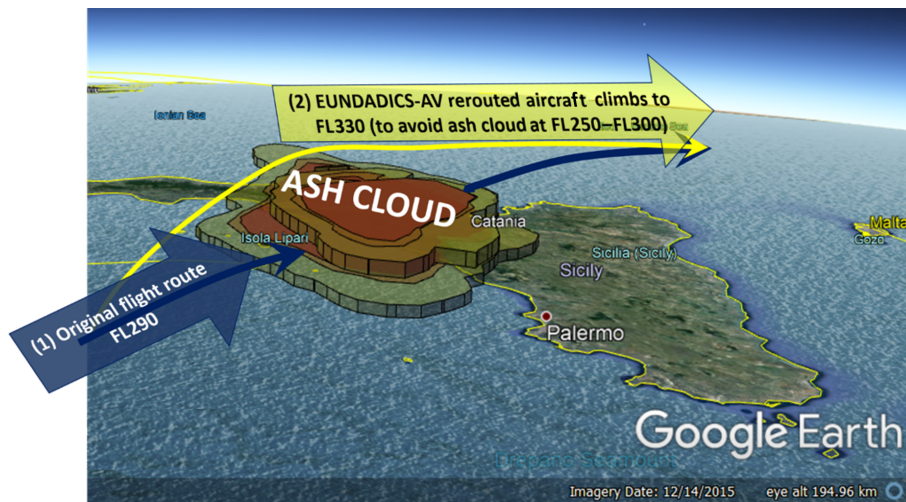 (2) EUNDADICS-AV rerouted aircraft climbs to
FL330 (to avoid ash cloud at FL250–FL300)
Ionian Sea
ASH CLOUD
Catania
Malta
Isola Lipari
Sicilia (Sicily)
Gozo
Sicily
(1) Original flight route
FL290
Palermo
Google Earth
Imagery Date: 12/14/2015 eye alt 194.96 km